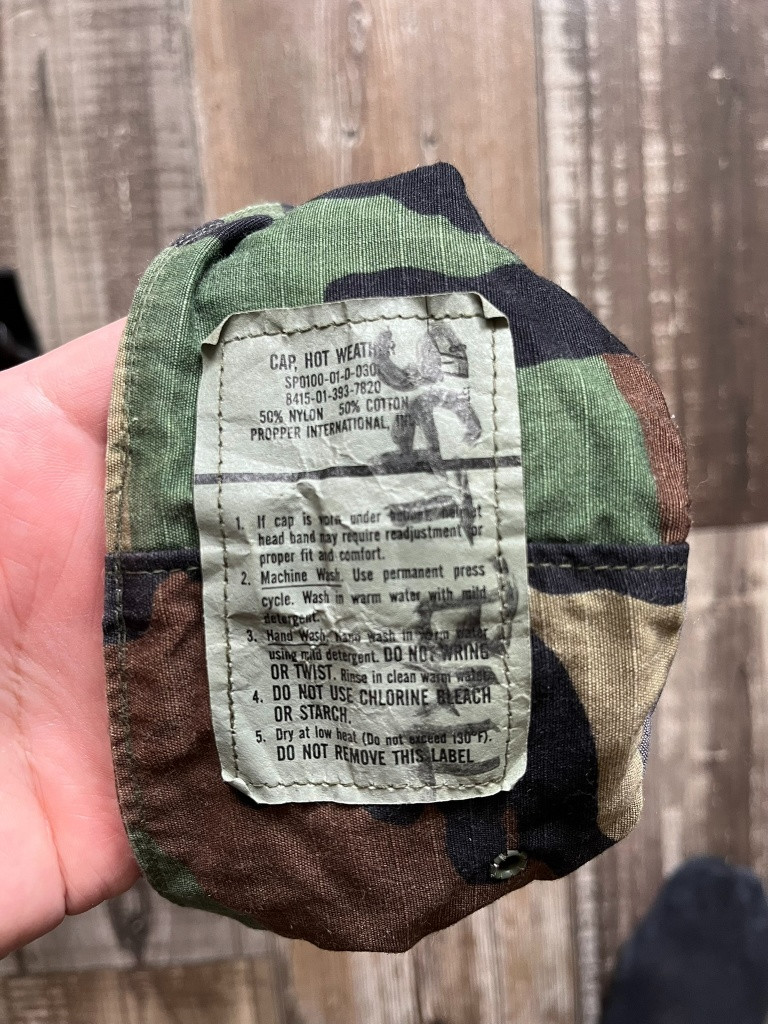 CAP, HOT WEATHER
SPO100-01-D-030
8415-01-393-7820
50% NYLON 50% COTTON
PROPPER INTERNATIONAL,
1. If cap is worn under helmet
head band may require readjustment for
proper fit and comfort.
2. Machine Wash. Use permanent press
cycle. Wash in warm water with mild
detergent.
3. Hand Wash. Hand wash in warm water
using mild detergent. DO NOT WRING
OR TWIST. Rinse in clean warm water.
4. DO NOT USE CHLORINE BLEACH
OR STARCH.
5. Dry at low heat (Do not exceed 130°F).
DO NOT REMOVE THIS LABEL